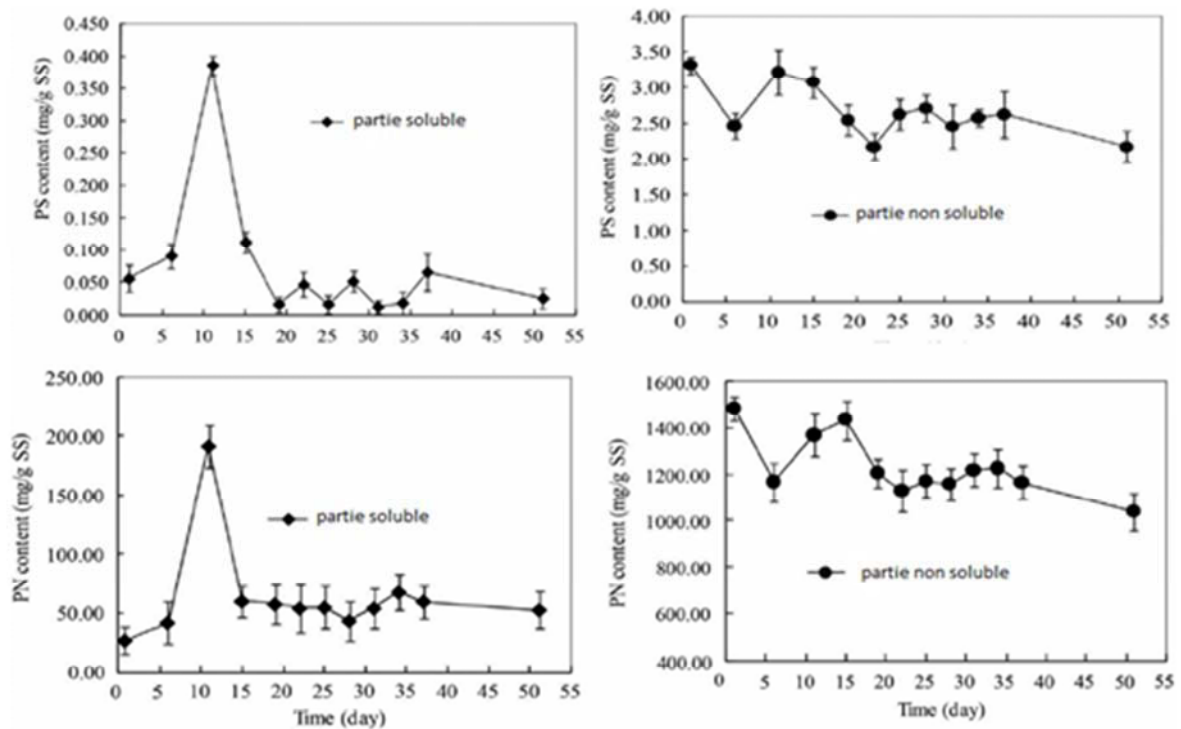 PS content (mg/g SS)
0.450
0.400
0.350
0.300
0.250
0.200
0.150
0.100
0.050
0.000
partie soluble
0 5 10 15 20 25 30 35 40 45 50 55
PS content (mg/g SS)
4.00
3.50
3.00
2.50
2.00
1.50
1.00
0.50
0.00
partie non soluble
0 5 10 15 20 25 30 35 40 45 50 55
PN content (mg/g SS)
250.00
200.00
150.00
100.00
50.00
0.00
partie soluble
0 5 10 15 20 25 30 35 40 45 50 55
Time (day)
PN content (mg/g SS)
1600.00
1400.00
1200.00
1000.00
800.00
600.00
400.00
partie non soluble
0 5 10 15 20 25 30 35 40 45 50 55
Time (day)